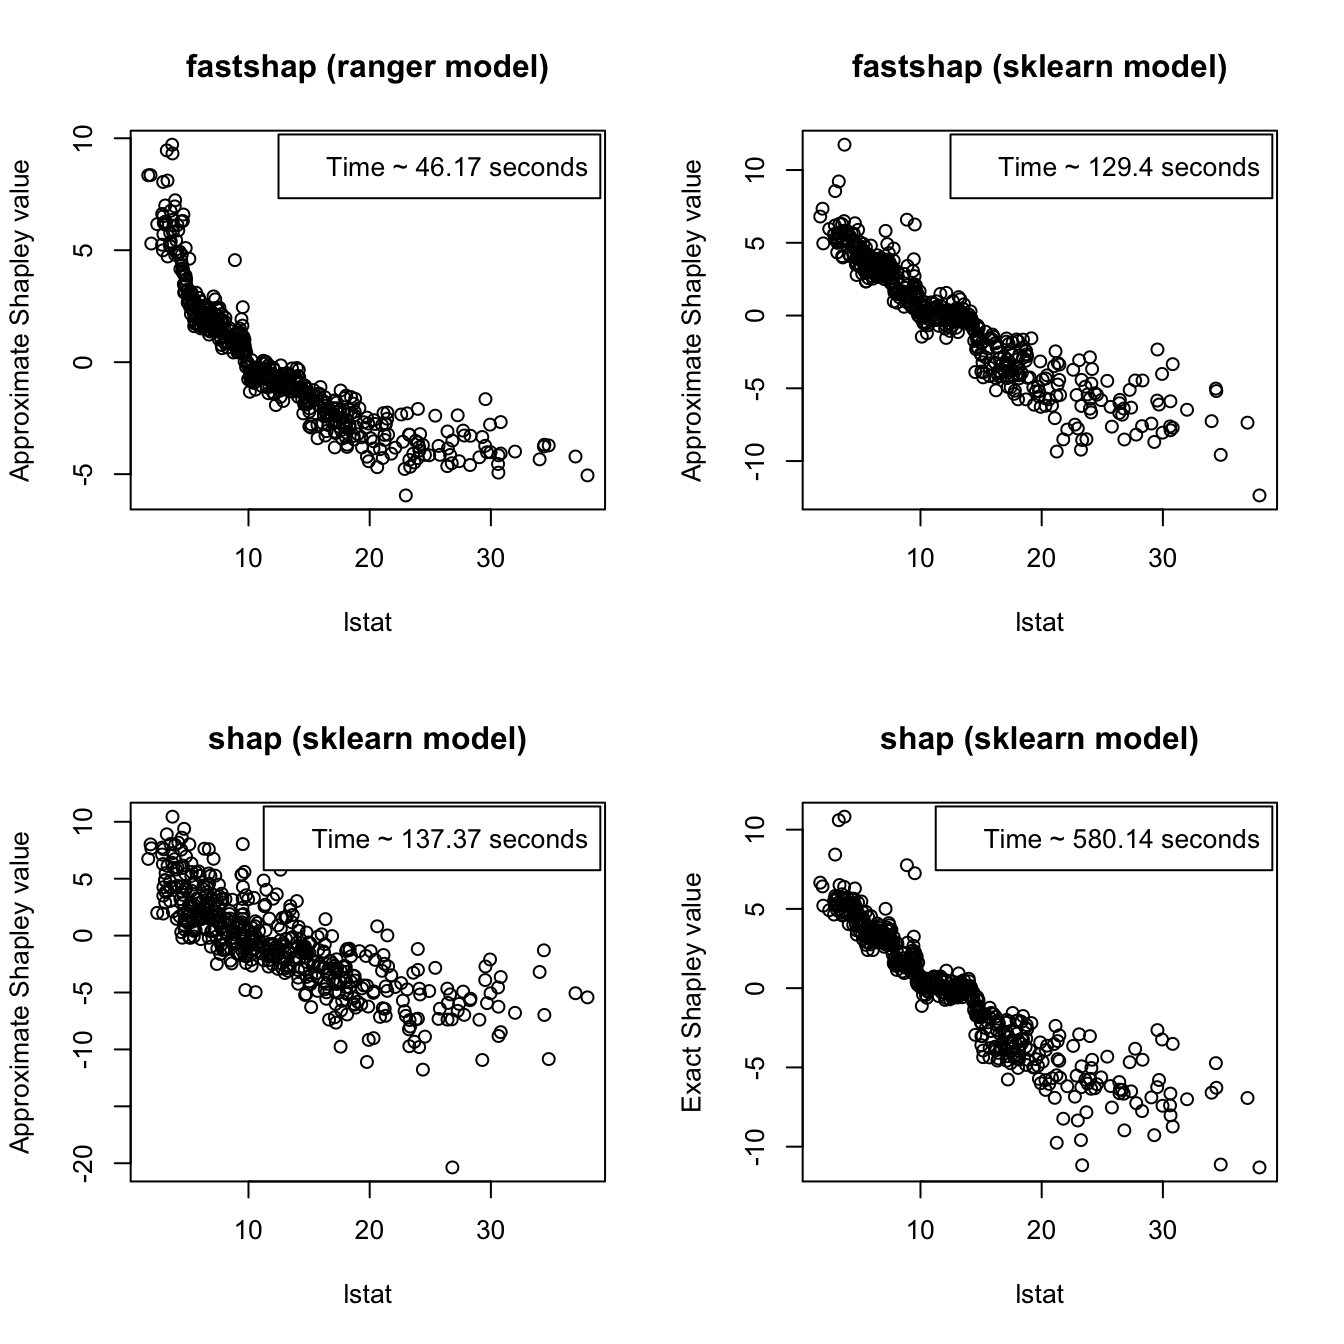 fastshap (ranger model)
Time ~ 46.17 seconds
Approximate Shapley value
10
5
0
-5
10 20 30
lstat
fastshap (sklearn model)
Time ~ 129.4 seconds
Approximate Shapley value
10
5
0
-5
-10
10 20 30
lstat
shap (sklearn model)
Time ~ 137.37 seconds
Approximate Shapley value
10
5
0
-5
-10
-20
10 20 30
lstat
shap (sklearn model)
Time ~ 580.14 seconds
Exact Shapley value
10
5
0
-5
-10
10 20 30
lstat